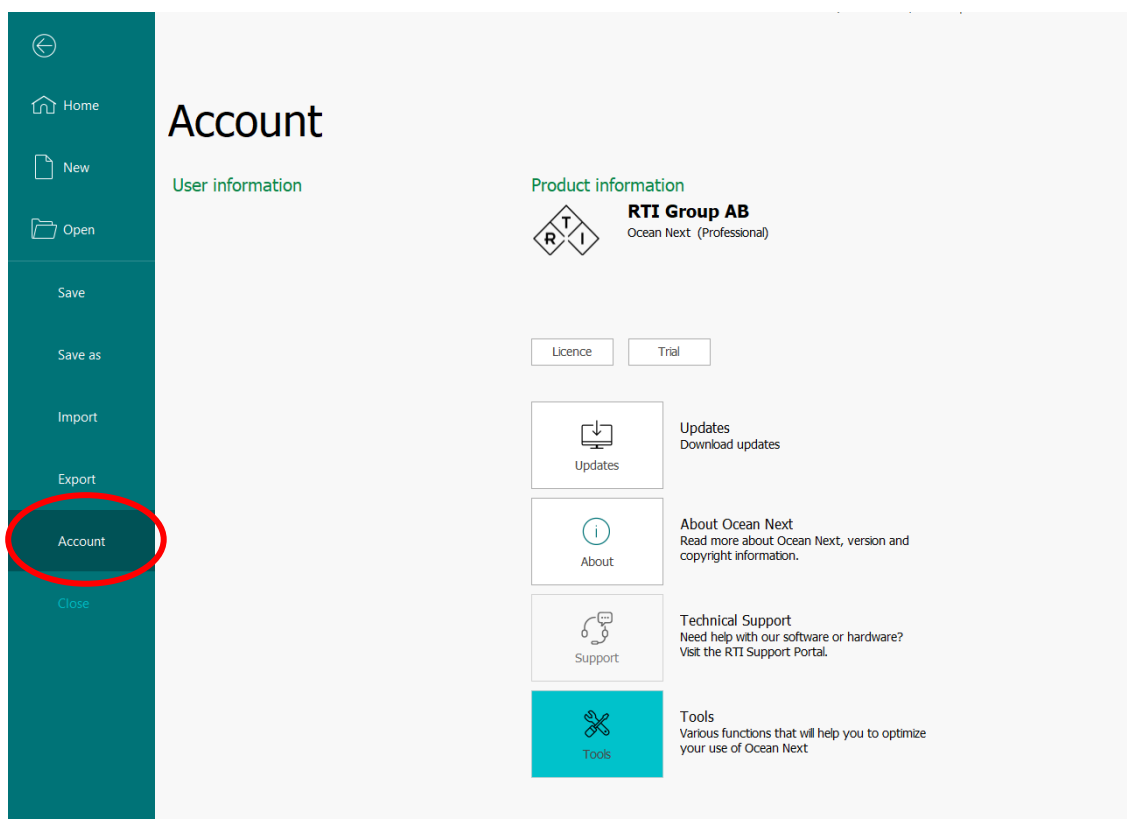 Home
New
Open
Save
Save as
Import
Export
Account
Close
Account
User information
Product information
T
R I
RTI Group AB
Ocean Next (Professional)
Licence
Trial
Updates
Updates
Download updates
About
About Ocean Next
Read more about Ocean Next, version and
copyright information.
Support
Technical Support
Need help with our software or hardware?
Visit the RTI Support Portal.
Tools
Tools
Various functions that will help you to optimize
your use of Ocean Next